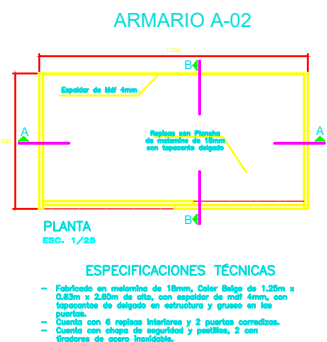 ARMARIO A-02
B
Espaldar de Mdf 4mm
A
Repisa con Plancha
de melamina de 18mm
con tapacanto delgado
A
B
PLANTA
ESC. 1/25
ESPECIFICACIONES TÉCNICAS
- Fabricado en melamina de 18mm, Color Beige de 1.25m x
0.63m x 2.60m de alto, con espaldar de mdf 4mm, con
tapacantos de delgado en estructura y grueso en las
puertas.
- Cuenta con 6 repisas interiores y 2 puertas corredizas.
- Cuenta con chapa de seguridad y pestillos, 2 con
tiradores de acero inoxidable.